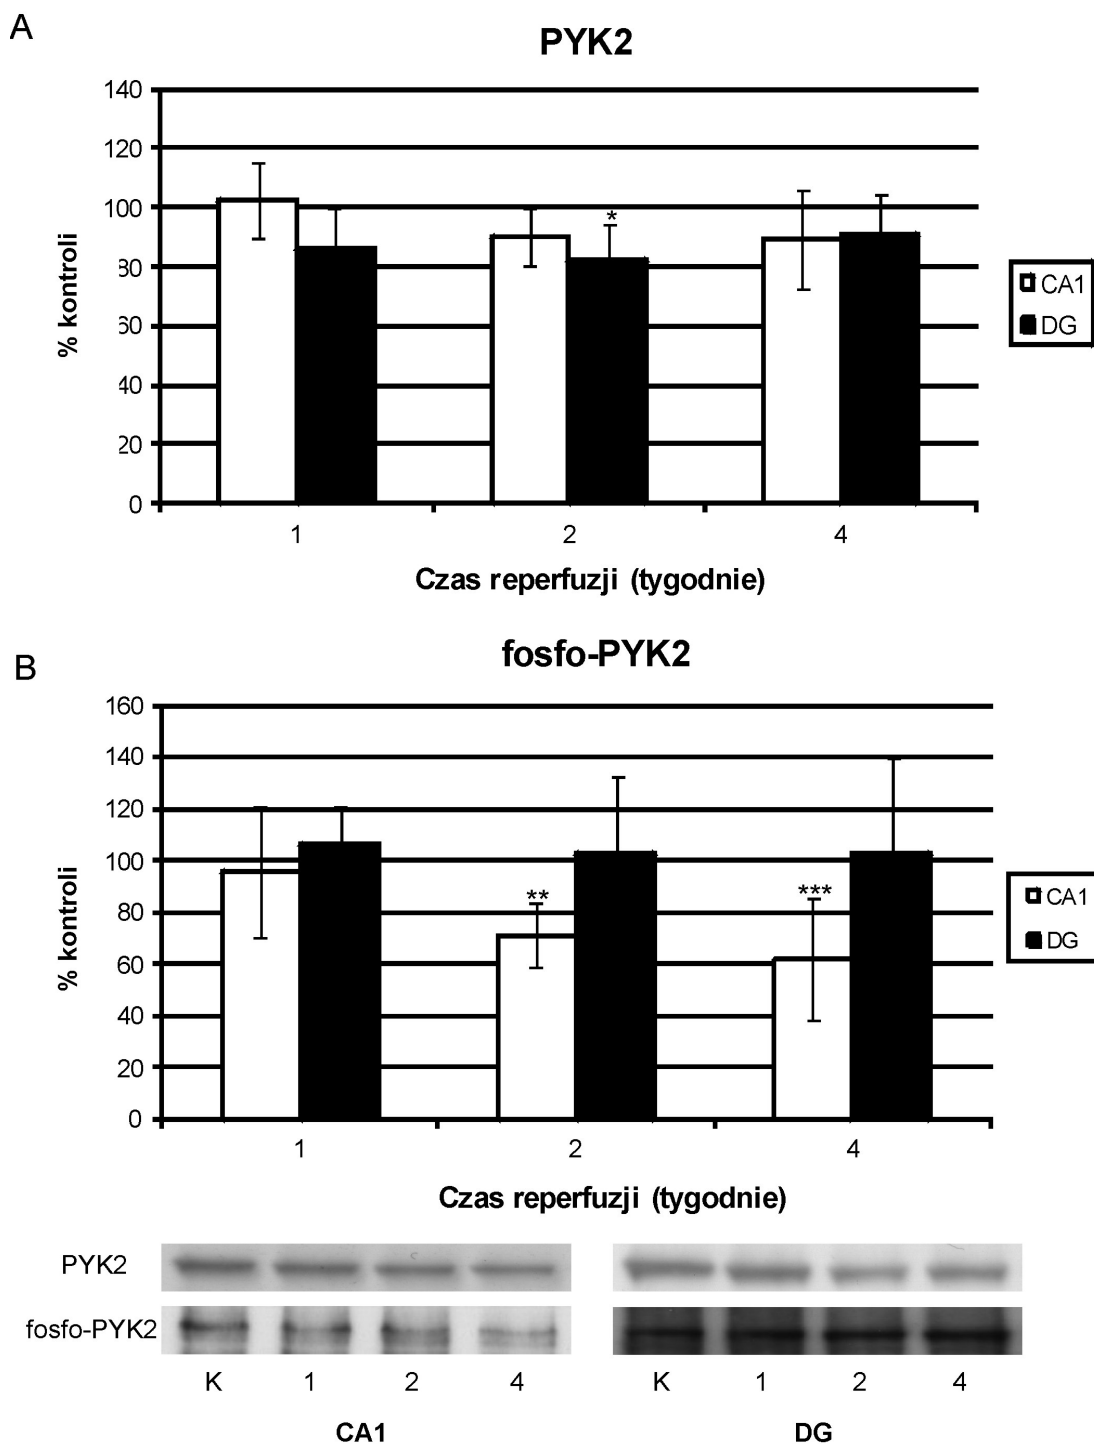 A
PYK2
140
120
100
80
60
40
20
0
% kontroli
*
CA1
DG
1 2 4
Czas reperfuzji (tygodnie)
B
fosfo-PYK2
160
140
120
100
80
60
40
20
0
% kontroli
** ***
CA1
DG
1 2 4
Czas reperfuzji (tygodnie)
PYK2
fosfo-PYK2
K 1 2 4 K 1 2 4
CA1 DG